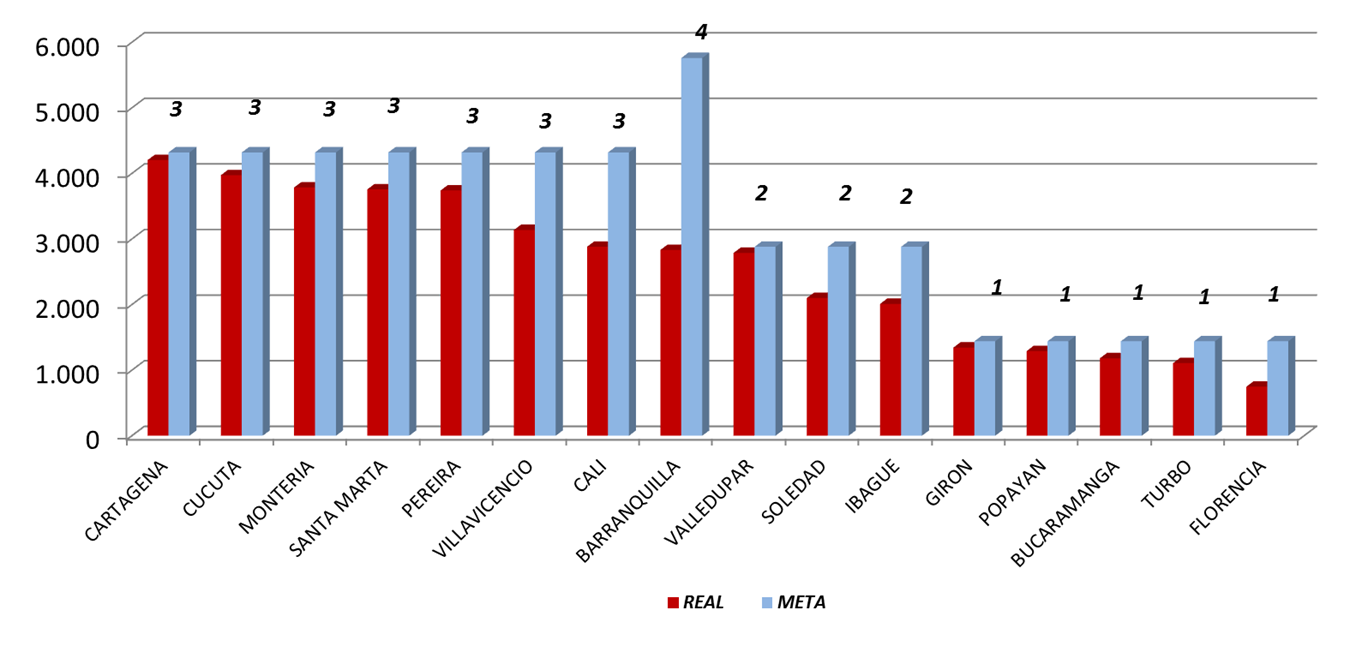 4
6.000
5.000
3 3 3 3 3 3 3
4.000
2 2 2
3.000
1 1 1 1 1
2.000
1.000
0
CARTAGENA
CUCUTA
MONTERIA
SANTA MARTA
PEREIRA
VILLAVICENCIO
CALI
BARRANQUILLA
VALLEDUPAR
SOLEDAD
IBAGUE
GIRON
POPAYAN
BUCARAMANGA
TURBO
FLORENCIA
REAL META